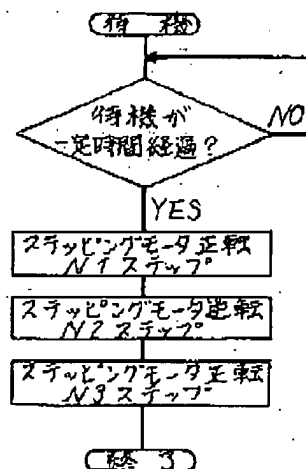 待機
待機が
一定時間経過?
NO
YES
ステッピングモータ正転
N1ステップ
ステッピングモータ逆転
N2ステップ
ステッピングモータ正転
N3ステップ
終了